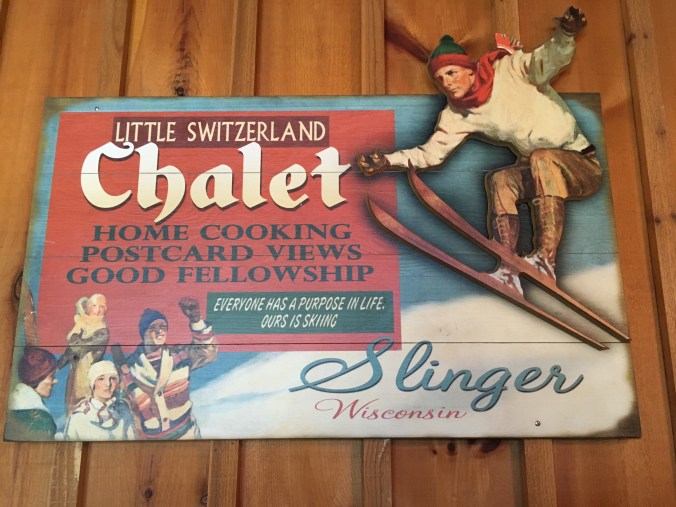 LITTLE SWITZERLAND
Chalet
HOME COOKING
POSTCARD VIEWS
GOOD FELLOWSHIP
EVERYONE HAS A PURPOSE IN LIFE.
OURS IS SKIING
Slinger
Wisconsin